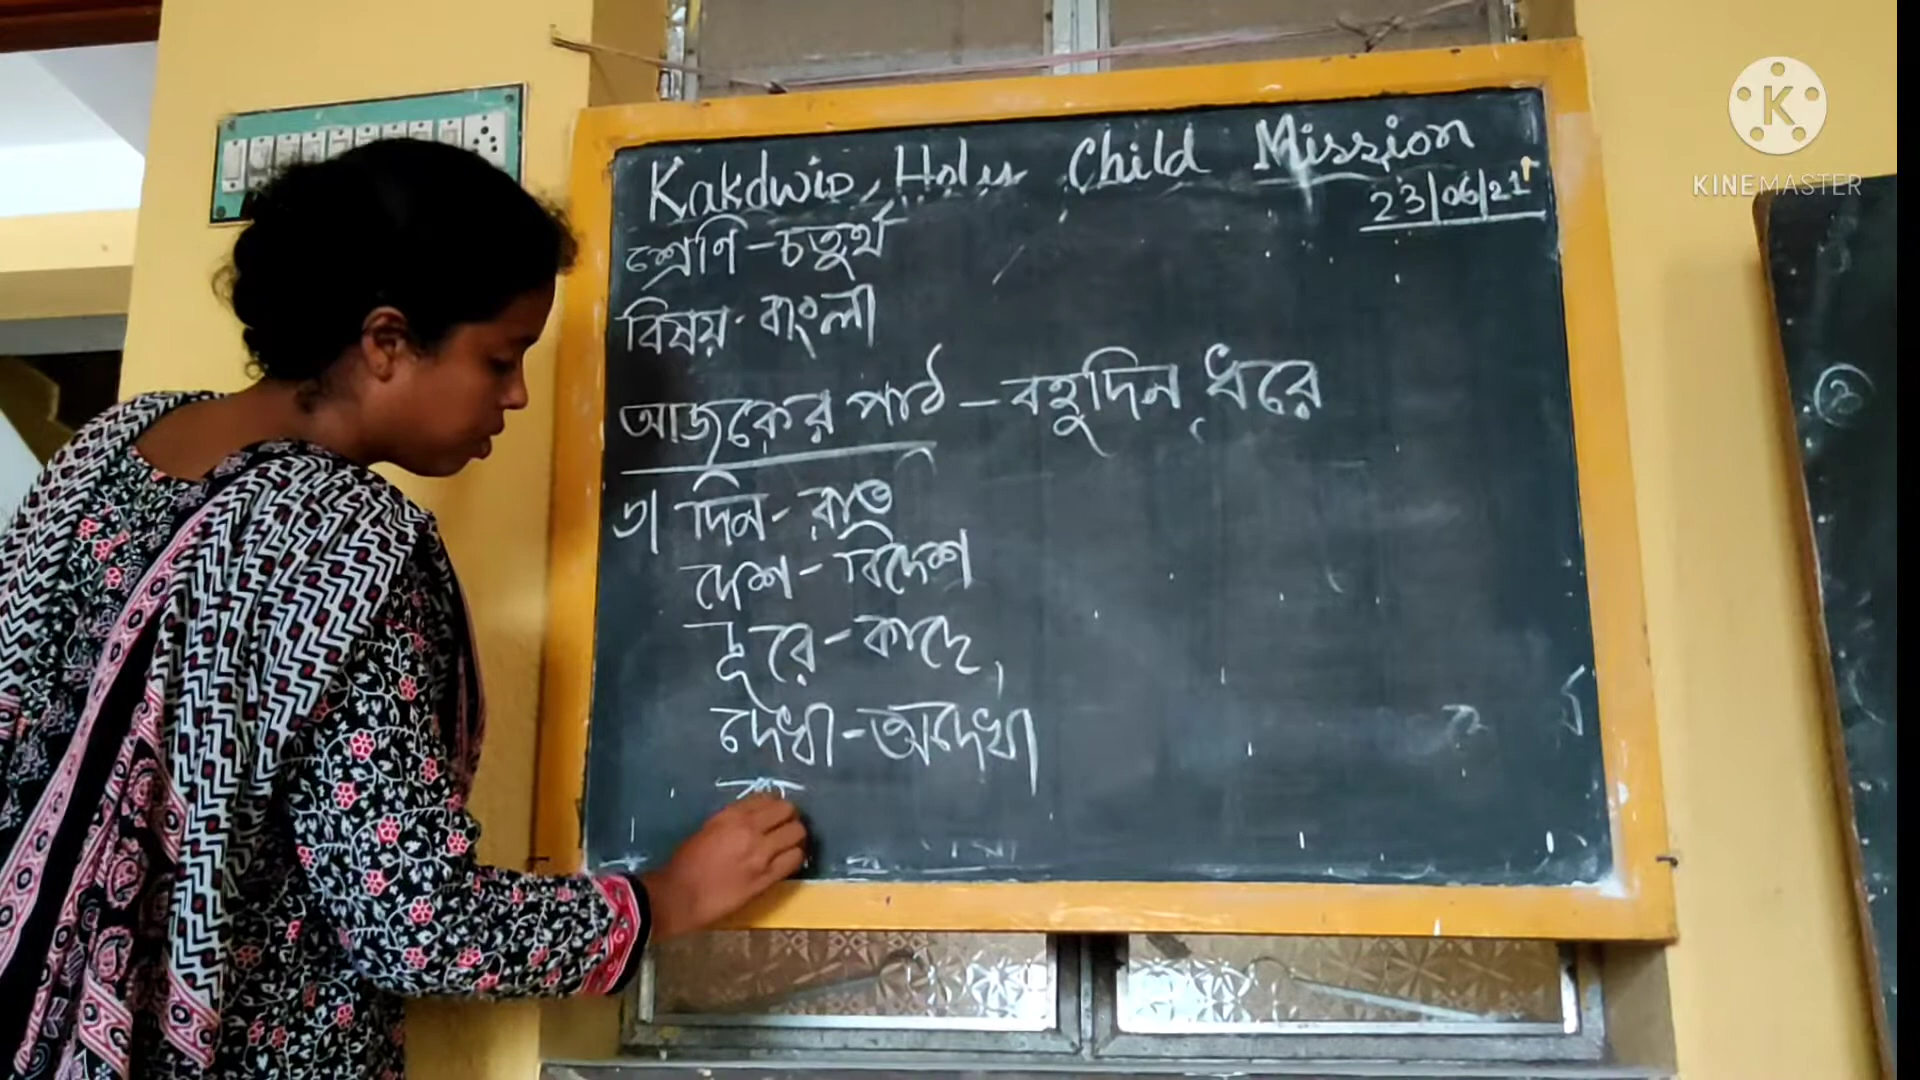 Kakdwip Holy Child Mission
23/06/21
শ্রেণি - চতুর্থ
বিষয় - বাংলা
আজকের পাঠ - বহুদিন ধরে
৩। দিন - রাত
দেশ - বিদেশ
দূরে - কাছে
দেখা - অদেখা
K
KINEMASTER